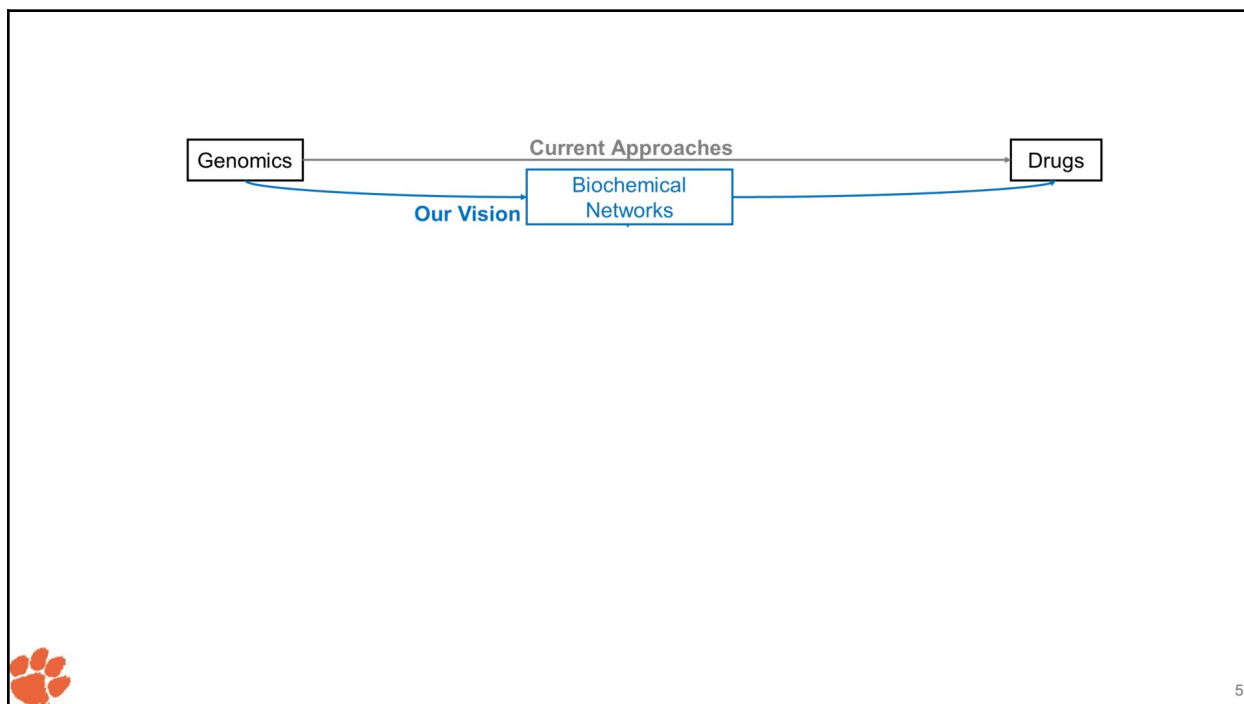 Current Approaches
Genomics
Drugs
Biochemical
Networks
Our Vision
5